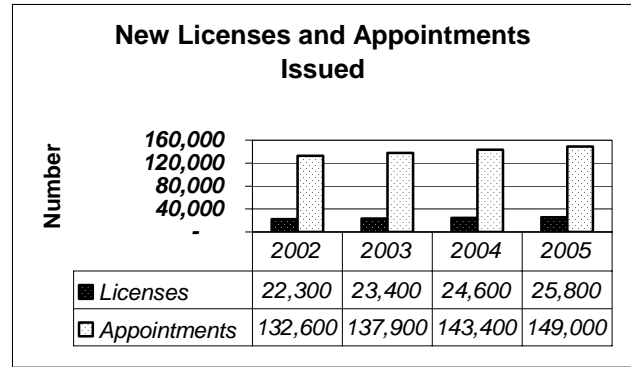 New Licenses and Appointments
Issued
Number
160,000
120,000
80,000
40,000
-
2002 2003 2004 2005
Licenses 22,300 23,400 24,600 25,800
Appointments 132,600 137,900 143,400 149,000